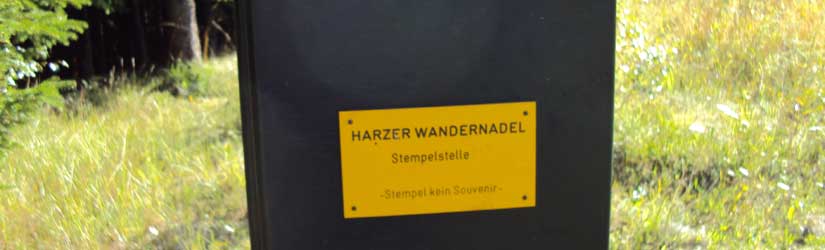 HARZER WANDERNADEL
Stempelstelle
-Stempel kein Souvenir-